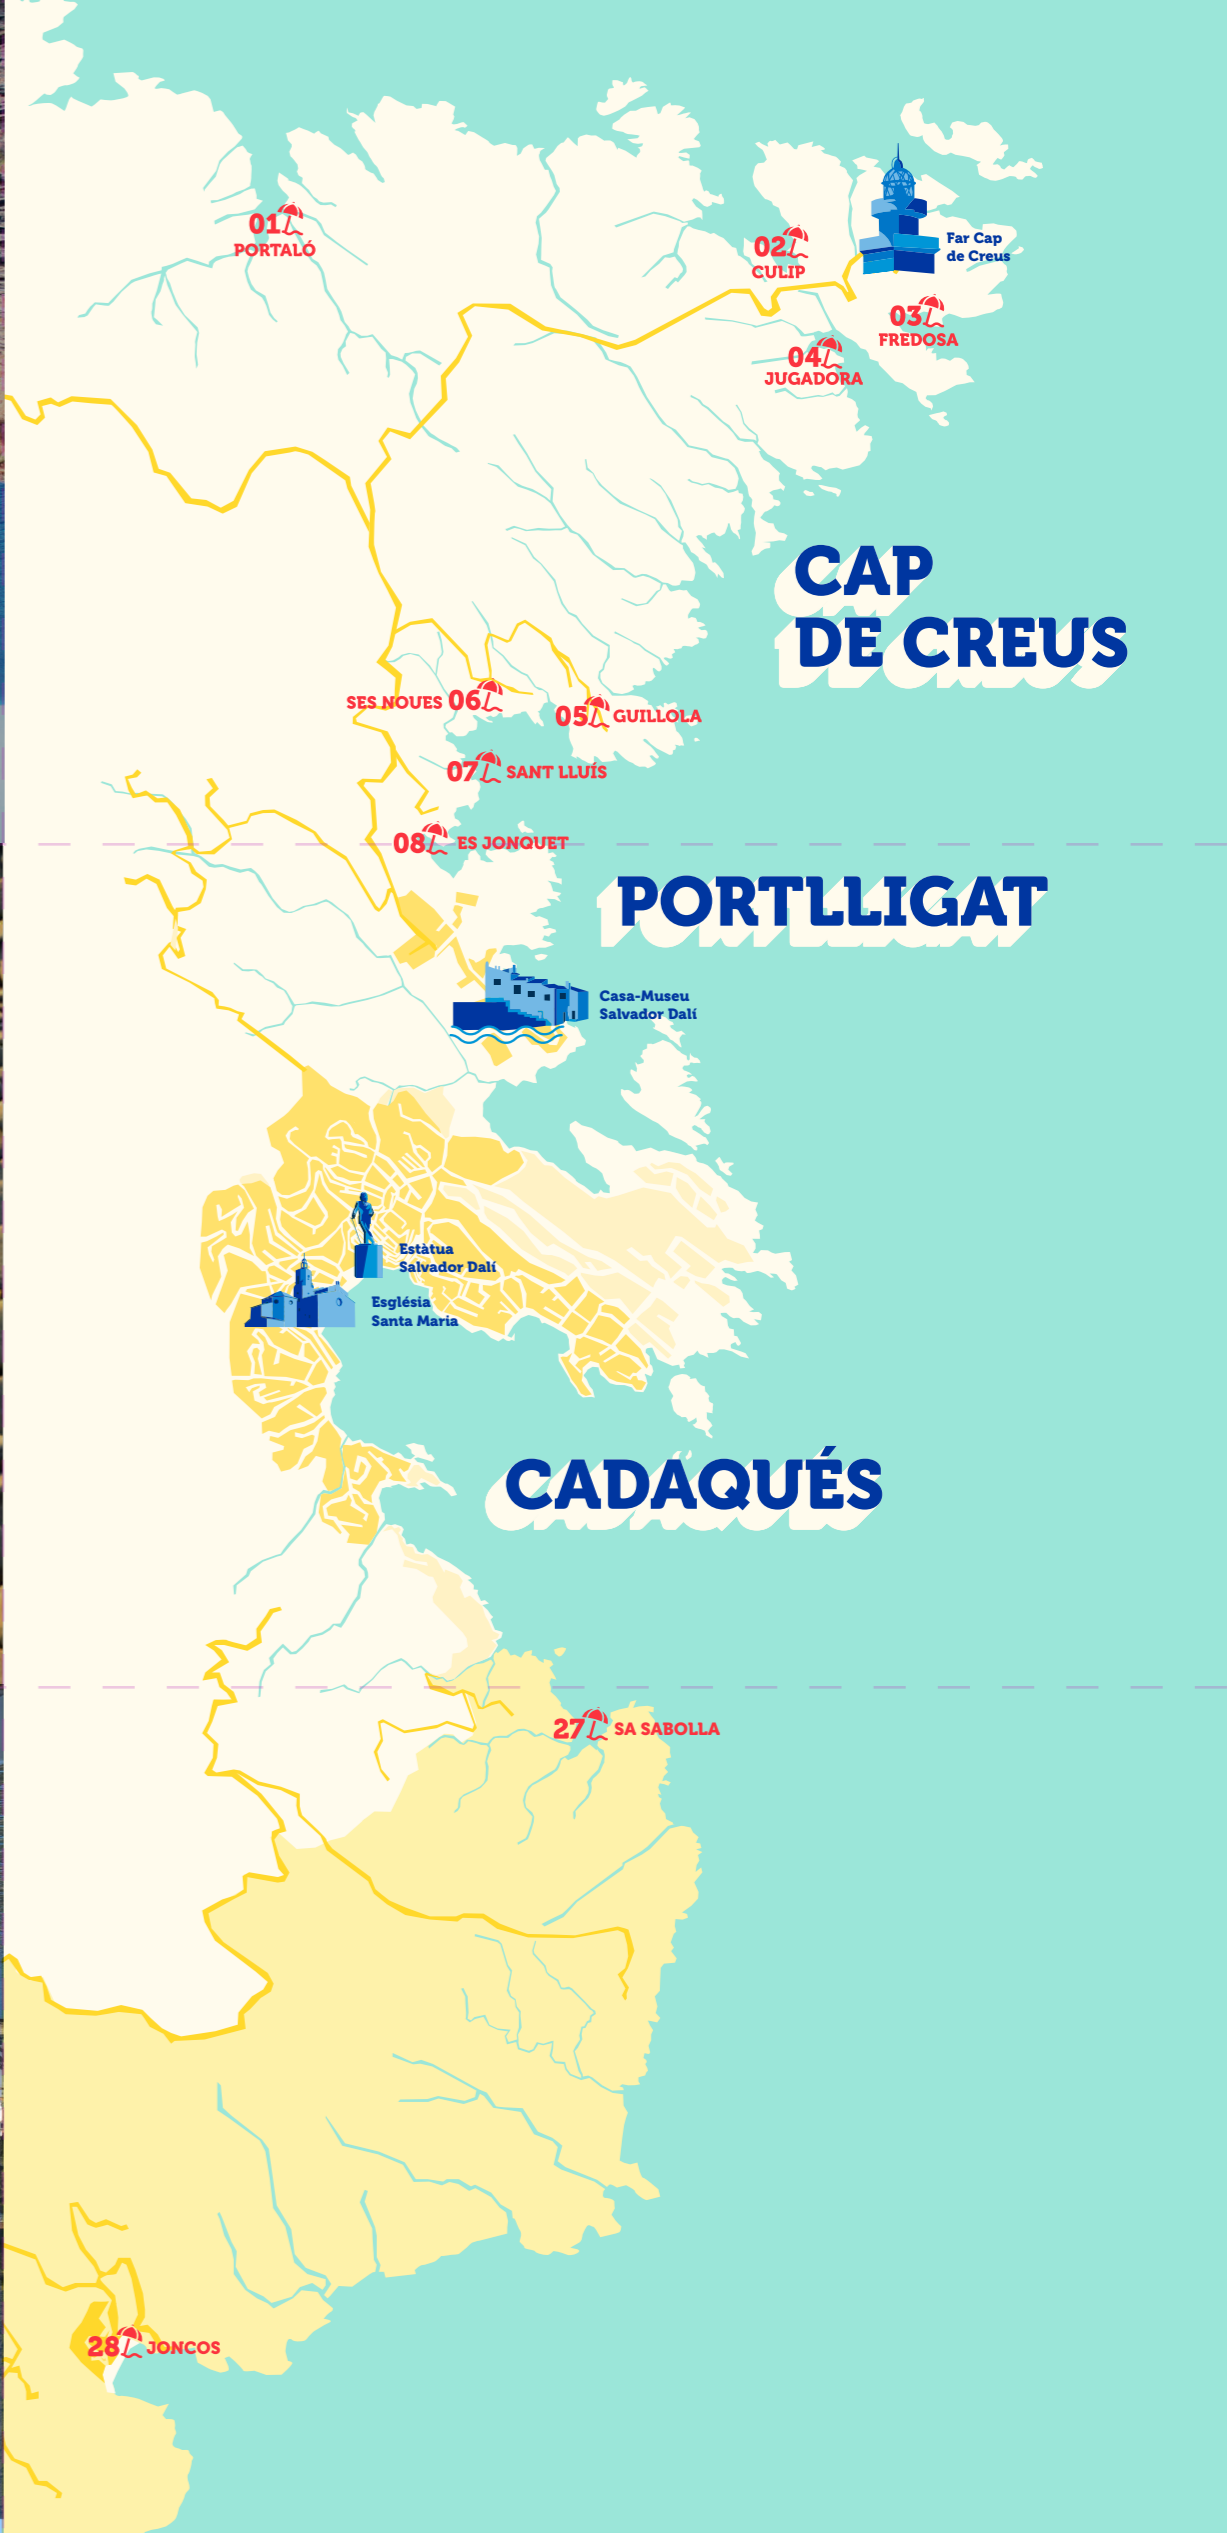 01
PORTALÓ
02
CULIP
Far Cap
de Creus
03
FREDOSA
04
JUGADORA
CAP
DE CREUS
SES NOUES 06
05 GUILLOLA
07 SANT LLUÍS
08 ES JONQUET
PORTLLIGAT
Casa-Museu
Salvador Dalí
Estàtua
Salvador Dalí
Església
Santa Maria
CADAQUÉS
27 SA SABOLLA
28 JONCOS